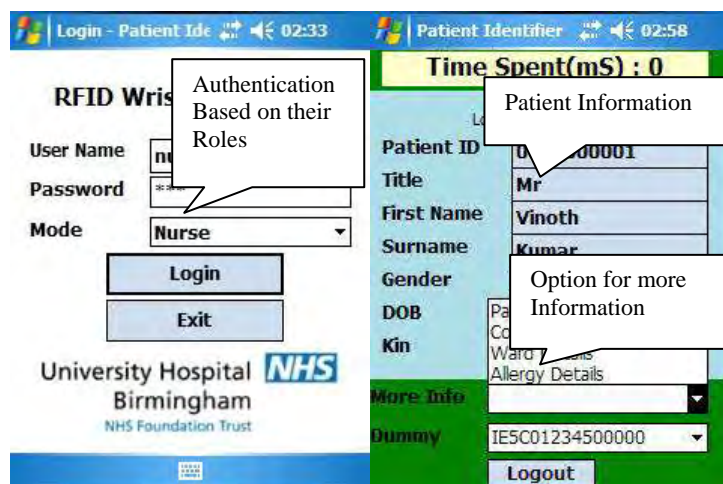 Login - Patient Ide 02:33
RFID Wris
Authentication
Based on their
Roles
User Name
Password ***
Mode Nurse
Login
Exit
University Hospital NHS
Birmingham
NHS Foundation Trust
Patient Identifier 02:58
Time Spent(mS) : 0
Patient Information
Patient ID
Title Mr
First Name Vinoth
Surname Kumar
Gender
Option for more
Information
DOB
Kin
Allergy Details
More Info
Dummy IE5C01234500000
Logout